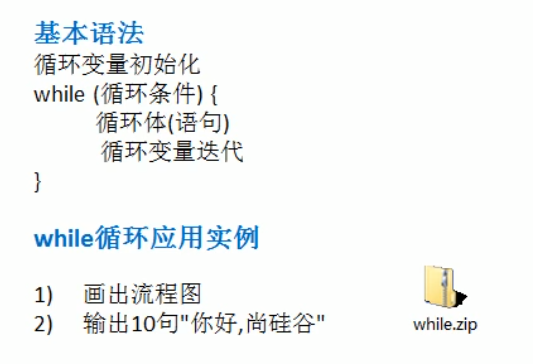 基本语法
循环变量初始化
while (循环条件) {
循环体(语句)
循环变量迭代
}
while循环应用实例
1) 画出流程图
2) 输出10句"你好,尚硅谷"
while.zip